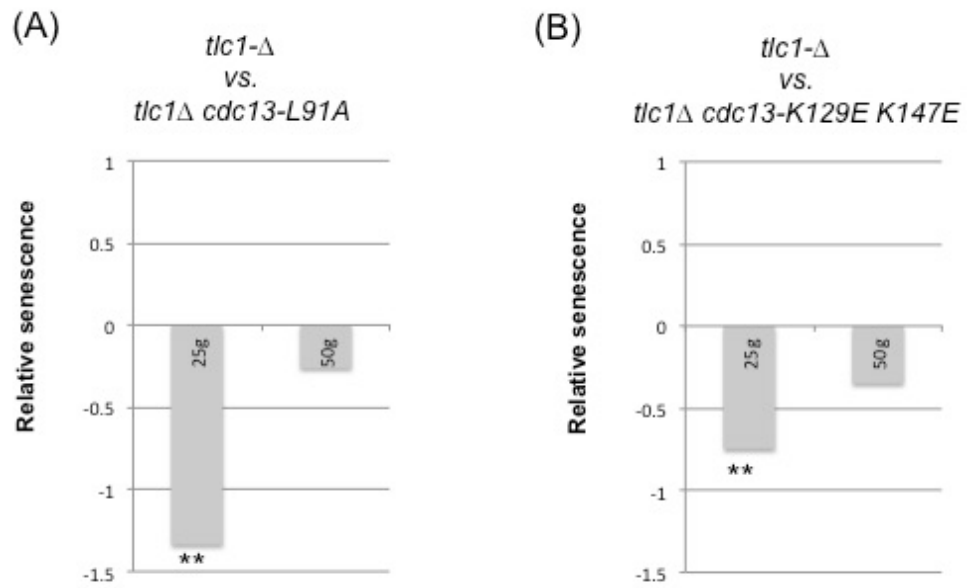 (A)
tlc1-Δ
vs.
tlc1Δ cdc13-L91A
Relative senescence
1
0.5
0
-0.5
-1
-1.5
25g
50g
**
(B)
tlc1-Δ
vs.
tlc1Δ cdc13-K129E K147E
Relative senescence
1
0.5
0
-0.5
-1
-1.5
25g
50g
**